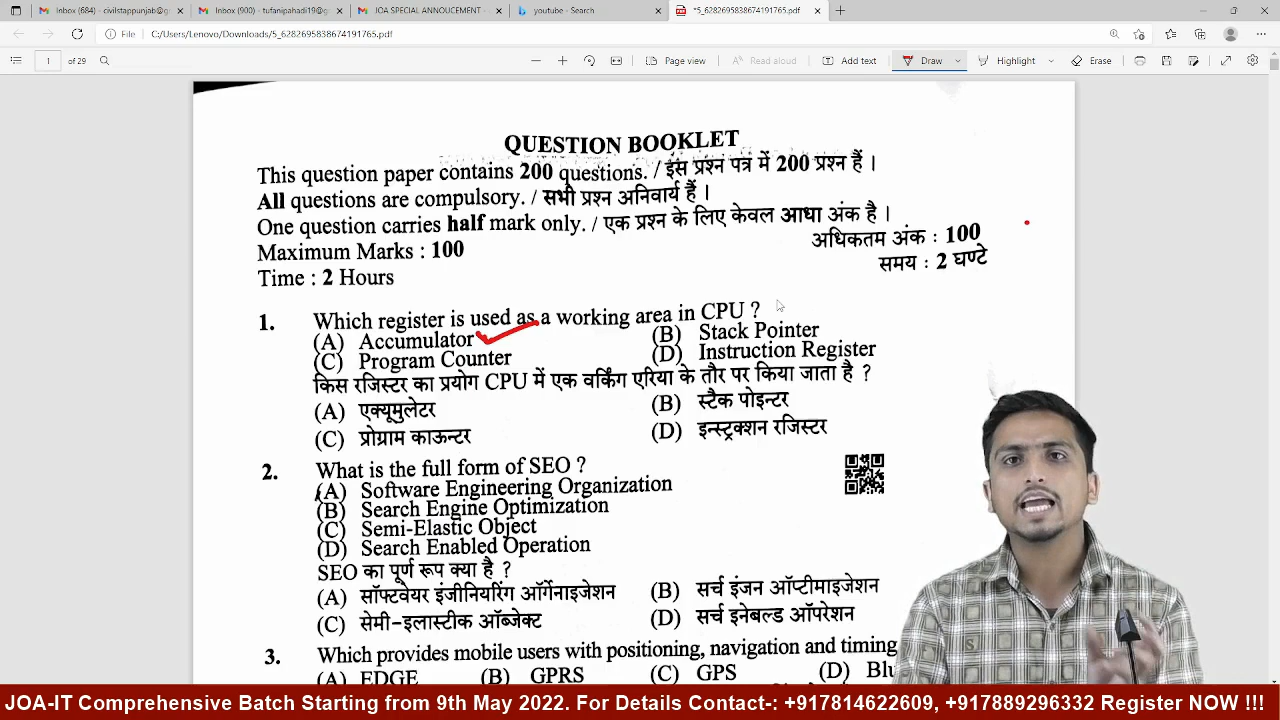 Inbox (4) - civilstappunjab@g
Inbox (900) - tufanipahadi19@g
JOA SPECIAL ANNOUCEMENT -
youtube - Search
*5_6282695838674191765.pdf
File
C:/Users/Lenovo/Downloads/5_6282695838674191765.pdf
1 of 29
Page view
Read aloud
Add text
Draw
Highlight
Erase
QUESTION BOOKLET
This question paper contains 200 questions. / इस प्रश्न पत्र में 200 प्रश्न हैं ।
All questions are compulsory. / सभी प्रश्न अनिवार्य हैं ।
One question carries half mark only. / एक प्रश्न के लिए केवल आधा अंक है ।
Maximum Marks : 100
अधिकतम अंक : 100
Time : 2 Hours
समय : 2 घण्टे
1. Which register is used as a working area in CPU ?
(A) Accumulator (B) Stack Pointer
(C) Program Counter (D) Instruction Register
किस रजिस्टर का प्रयोग CPU में एक वर्किंग एरिया के तौर पर किया जाता है ?
(A) एक्यूमुलेटर (B) स्टैक पोइन्टर
(C) प्रोग्राम काऊन्टर (D) इन्स्ट्रक्शन रजिस्टर
2. What is the full form of SEO ?
(A) Software Engineering Organization
(B) Search Engine Optimization
(C) Semi-Elastic Object
(D) Search Enabled Operation
SEO का पूर्ण रूप क्या है ?
(A) सॉफ्टवेयर इंजीनियरिंग ऑर्गेनाइजेशन (B) सर्च इंजन ऑप्टीमाइजेशन
(C) सेमी-इलास्टीक ऑब्जेक्ट (D) सर्च इनेबल्ड ऑपरेशन
3. Which provides mobile users with positioning, navigation and timing
(A) EDGE (B) GPRS (C) GPS (D) Blu
JOA-IT Comprehensive Batch Starting from 9th May 2022. For Details Contact-: +917814622609, +917889296332 Register NOW !!!